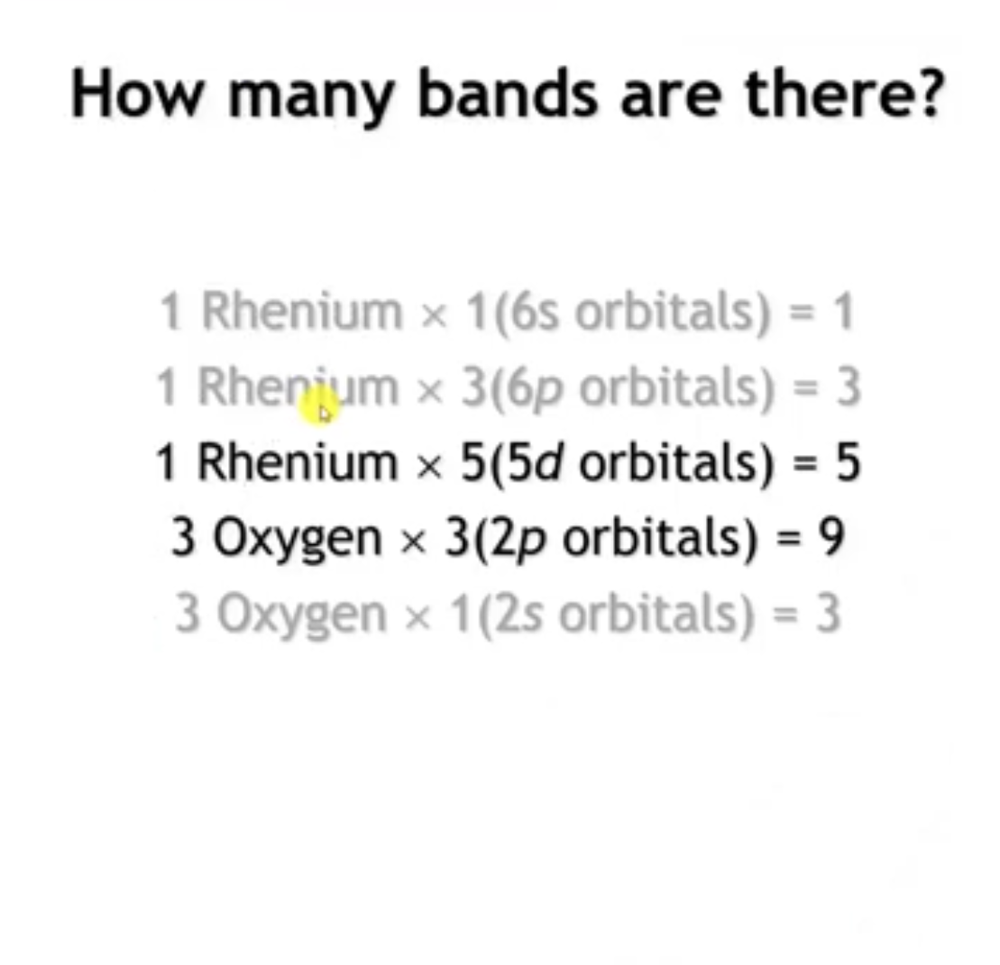 How many bands are there?
1 Rhenium × 1(6s orbitals) = 1
1 Rhenium × 3(6p orbitals) = 3
1 Rhenium × 5(5d orbitals) = 5
3 Oxygen × 3(2p orbitals) = 9
3 Oxygen × 1(2s orbitals) = 3